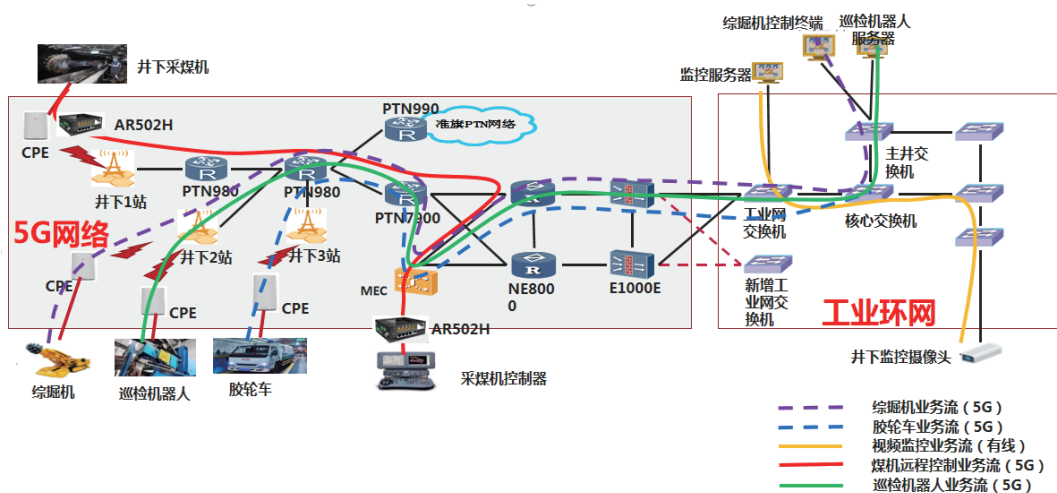 综掘机控制终端
巡检机器人
服务器
监控服务器
井下采煤机
CPE
AR502H
PTN990
准旗PTN网络
主井交
换机
井下1站
PTN980
PTN980
PTN7900
工业网
交换机
核心交换机
5G网络
井下2站
井下3站
CPE
CPE
CPE
MEC
NE800
0
E1000E
新增工
业网交
换机
工业环网
AR502H
综掘机
巡检机器人
胶轮车
采煤机控制器
井下监控摄像头
综掘机业务流（5G）
胶轮车业务流（5G）
视频监控业务流（有线）
煤机远程控制业务流（5G）
巡检机器人业务流（5G）